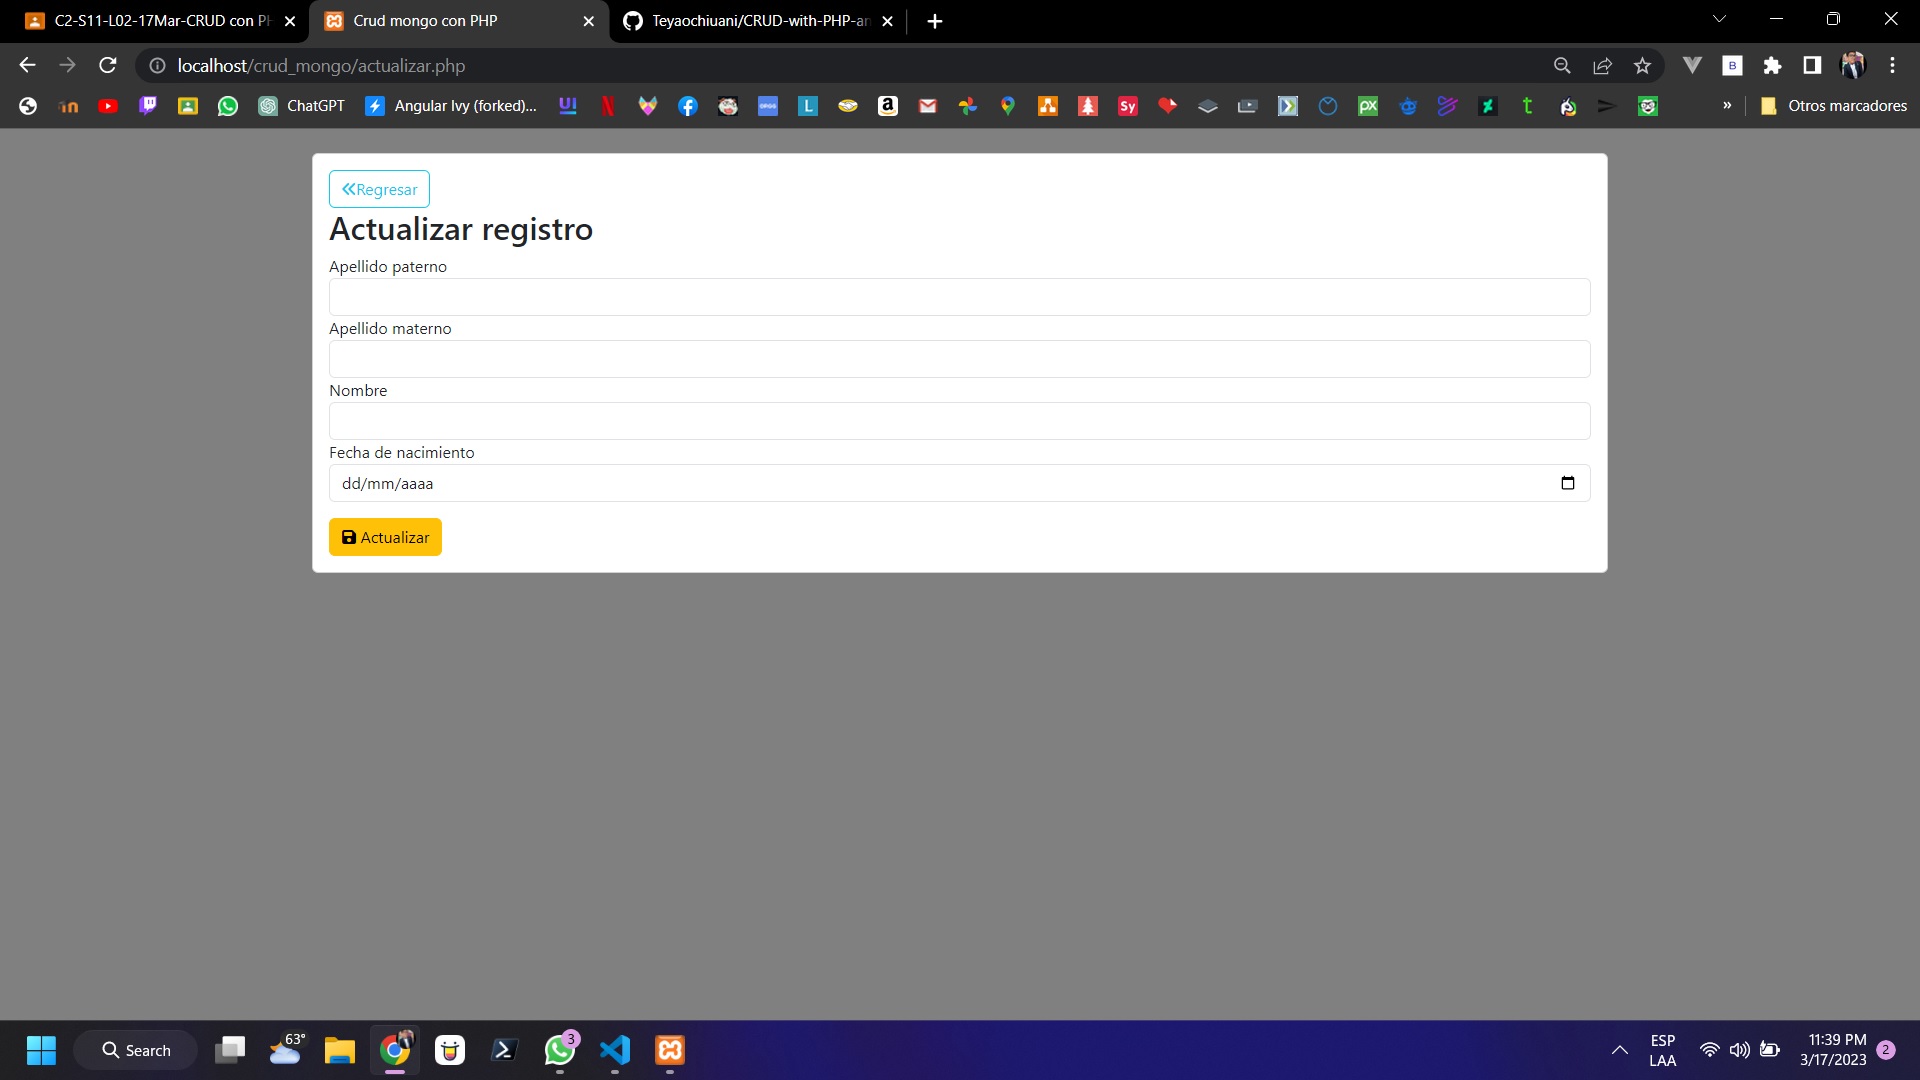 C2-S11-L02-17Mar-CRUD con PH
Crud mongo con PHP
Teyaochiuani/CRUD-with-PHP-an
localhost/crud_mongo/actualizar.php
ChatGPT
Angular Ivy (forked)...
Otros marcadores
Regresar
Actualizar registro
Apellido paterno
Apellido materno
Nombre
Fecha de nacimiento
dd/mm/aaaa
Actualizar
Search
63°
3
ESP
LAA
11:39 PM
3/17/2023
2